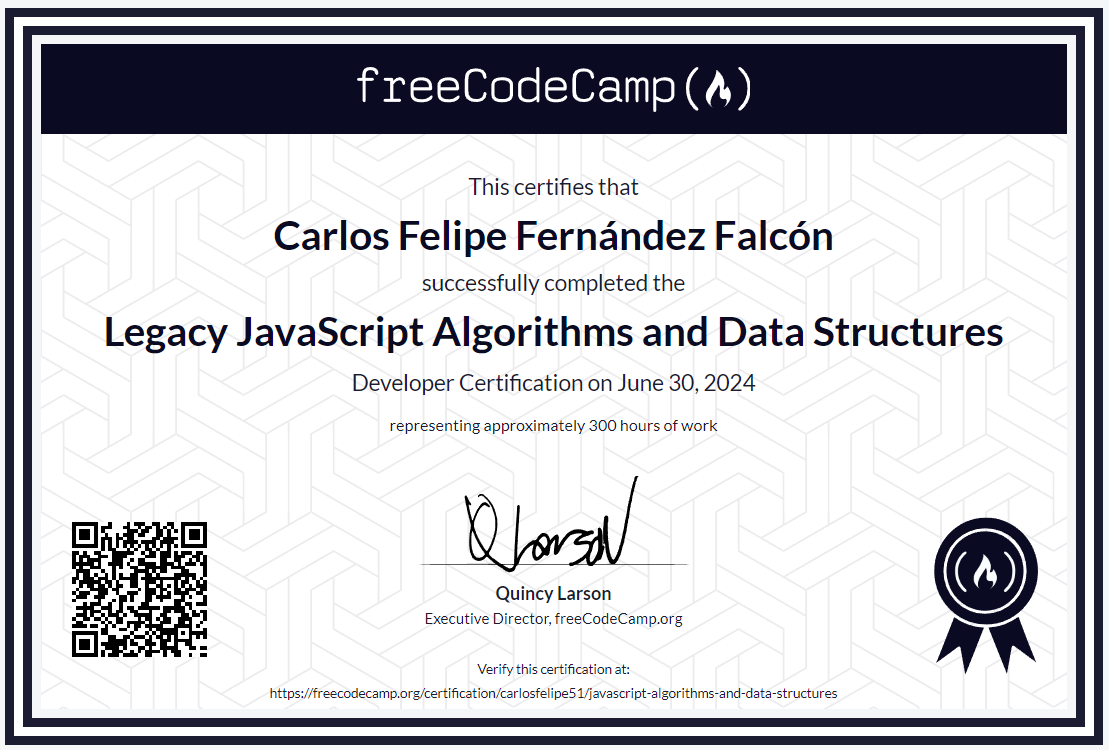 freeCodeCamp(🔥)
This certifies that
Carlos Felipe Fernández Falcón
successfully completed the
Legacy JavaScript Algorithms and Data Structures
Developer Certification on June 30, 2024
representing approximately 300 hours of work
Q Larson
Quincy Larson
Executive Director, freeCodeCamp.org
Verify this certification at:
https://freecodecamp.org/certification/carlosfelipe51/javascript-algorithms-and-data-structures